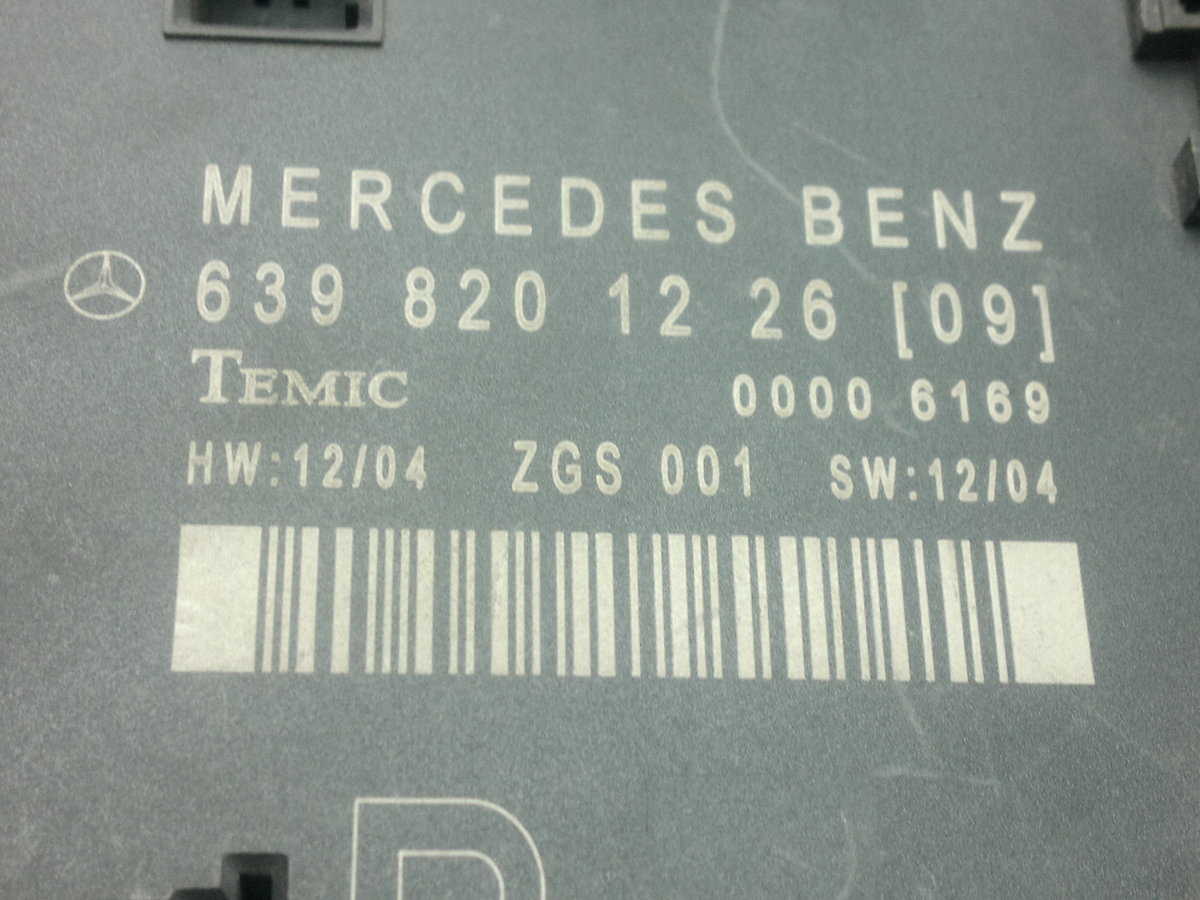 MERCEDES BENZ
639 820 12 26 [09]
TEMIC 0000 6169
HW:12/04 ZGS 001 SW:12/04